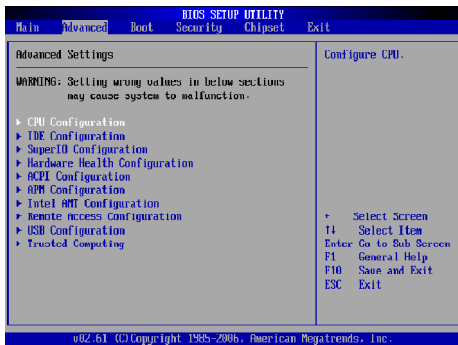 BIOS SETUP UTILITY
Main Advanced Boot Security Chipset Exit
Advanced Settings
WARNING: Setting wrong values in below sections
may cause system to malfunction.
▶ CPU Configuration
▶ IDE Configuration
▶ SuperIO Configuration
▶ Hardware Health Configuration
▶ ACPI Configuration
▶ APM Configuration
▶ Intel AMT Configuration
▶ Remote Access Configuration
▶ USB Configuration
▶ Trusted Computing
Configure CPU.
← Select Screen
↑↓ Select Item
Enter Go to Sub Screen
F1 General Help
F10 Save and Exit
ESC Exit
v02.61 (C)Copyright 1985-2006, American Megatrends, Inc.